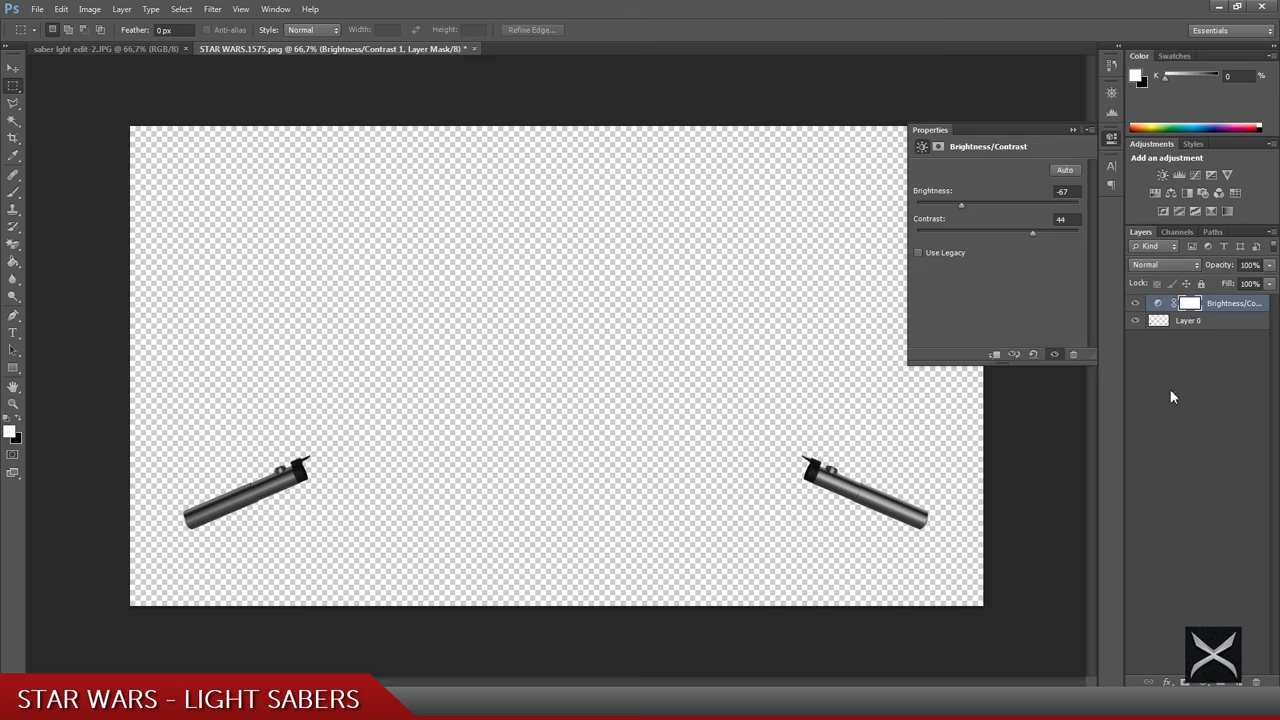 Ps File Edit Image Layer Type Select Filter View Window Help
Feather: 0 px Anti-alias Style: Normal Width: Height: Refine Edge... Essentials
saber lght edit-2.JPG @ 66,7% (RGB/8) × STAR WARS.1575.png @ 66,7% (Brightness/Contrast 1, Layer Mask/8) * ×
Color Swatches
K 0 %
Properties
Brightness/Contrast
Auto
Brightness: -67
Contrast: 44
Use Legacy
Adjustments Styles
Add an adjustment
Layers Channels Paths
Kind
Normal Opacity: 100%
Lock: Fill: 100%
Brightness/Co...
Layer 0
STAR WARS - LIGHT SABERS